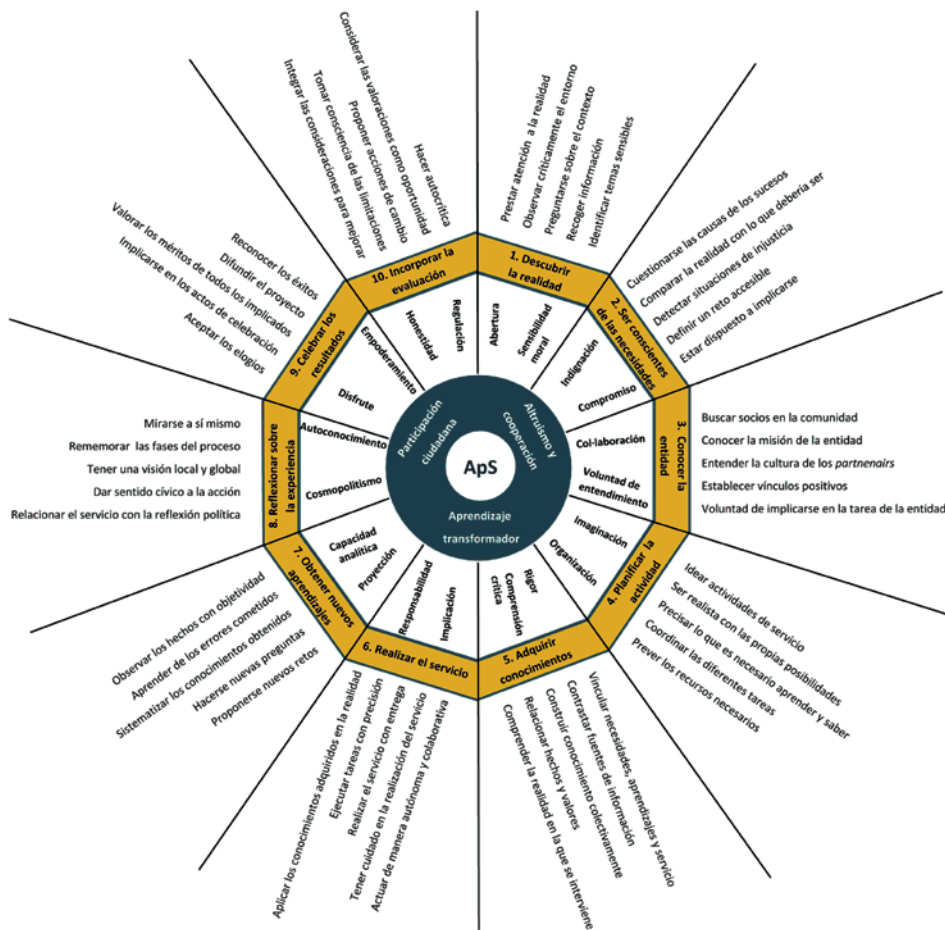 ApS
Altruismo y
cooperación
Aprendizaje
transformador
Participación
ciudadana
1. Descubrir
la realidad
Abertura
Sensibilidad
moral
Prestar atención a la realidad
Observar críticamente el entorno
Preguntarse sobre el contexto
Recoger información
Identificar temas sensibles
2. Ser conscientes
de las necesidades
Indignación
Compromiso
Cuestionarse las causas de los sucesos
Comparar la realidad con lo que debería ser
Detectar situaciones de injusticia
Definir un reto accesible
Estar dispuesto a implicarse
3. Conocer la
entidad
Col·laboración
Voluntad de
entendimiento
Buscar socios en la comunidad
Conocer la misión de la entidad
Entender la cultura de los partnenairs
Establecer vínculos positivos
Voluntad de implicarse en la tarea de la entidad
4. Planificar la
actividad
Imaginación
Organización
Idear actividades de servicio
Ser realista con las propias posibilidades
Precisar lo que es necesario aprender y saber
Coordinar las diferentes tareas
Prever los recursos necesarios
5. Adquirir
conocimientos
Rigor
Comprensión
crítica
Vincular necesidades, aprendizajes y servicio
Contrastar fuentes de información
Construir conocimiento colectivamente
Relacionar hechos y valores
Comprender la realidad en la que se interviene
6. Realizar el servicio
Responsabilidad
Implicación
Aplicar los conocimientos adquiridos en la realidad
Ejecutar tareas con precisión
Realizar el servicio con entrega
Tener cuidado en la realización del servicio
Actuar de manera autónoma y colaborativa
7. Obtener nuevos
aprendizajes
Capacidad
analítica
Proyección
Observar los hechos con objetividad
Aprender de los errores cometidos
Sistematizar los conocimientos obtenidos
Hacerse nuevas preguntas
Proponerse nuevos retos
8. Reflexionar sobre
la experiencia
Autoconocimiento
Cosmopolitismo
Mirarse a sí mismo
Rememorar las fases del proceso
Tener una visión local y global
Dar sentido cívico a la acción
Relacionar el servicio con la reflexión política
9. Celebrar los
resultados
Empoderamiento
Disfrute
Reconocer los éxitos
Difundir el proyecto
Valorar los méritos de todos los implicados
Implicarse en los actos de celebración
Aceptar los elogios
10. Incorporar la
evaluación
Honestidad
Regulación
Hacer autocrítica
Considerar las valoraciones como oportunidad
Proponer acciones de cambio
Tomar consciencia de las limitaciones
Integrar las consideraciones para mejorar